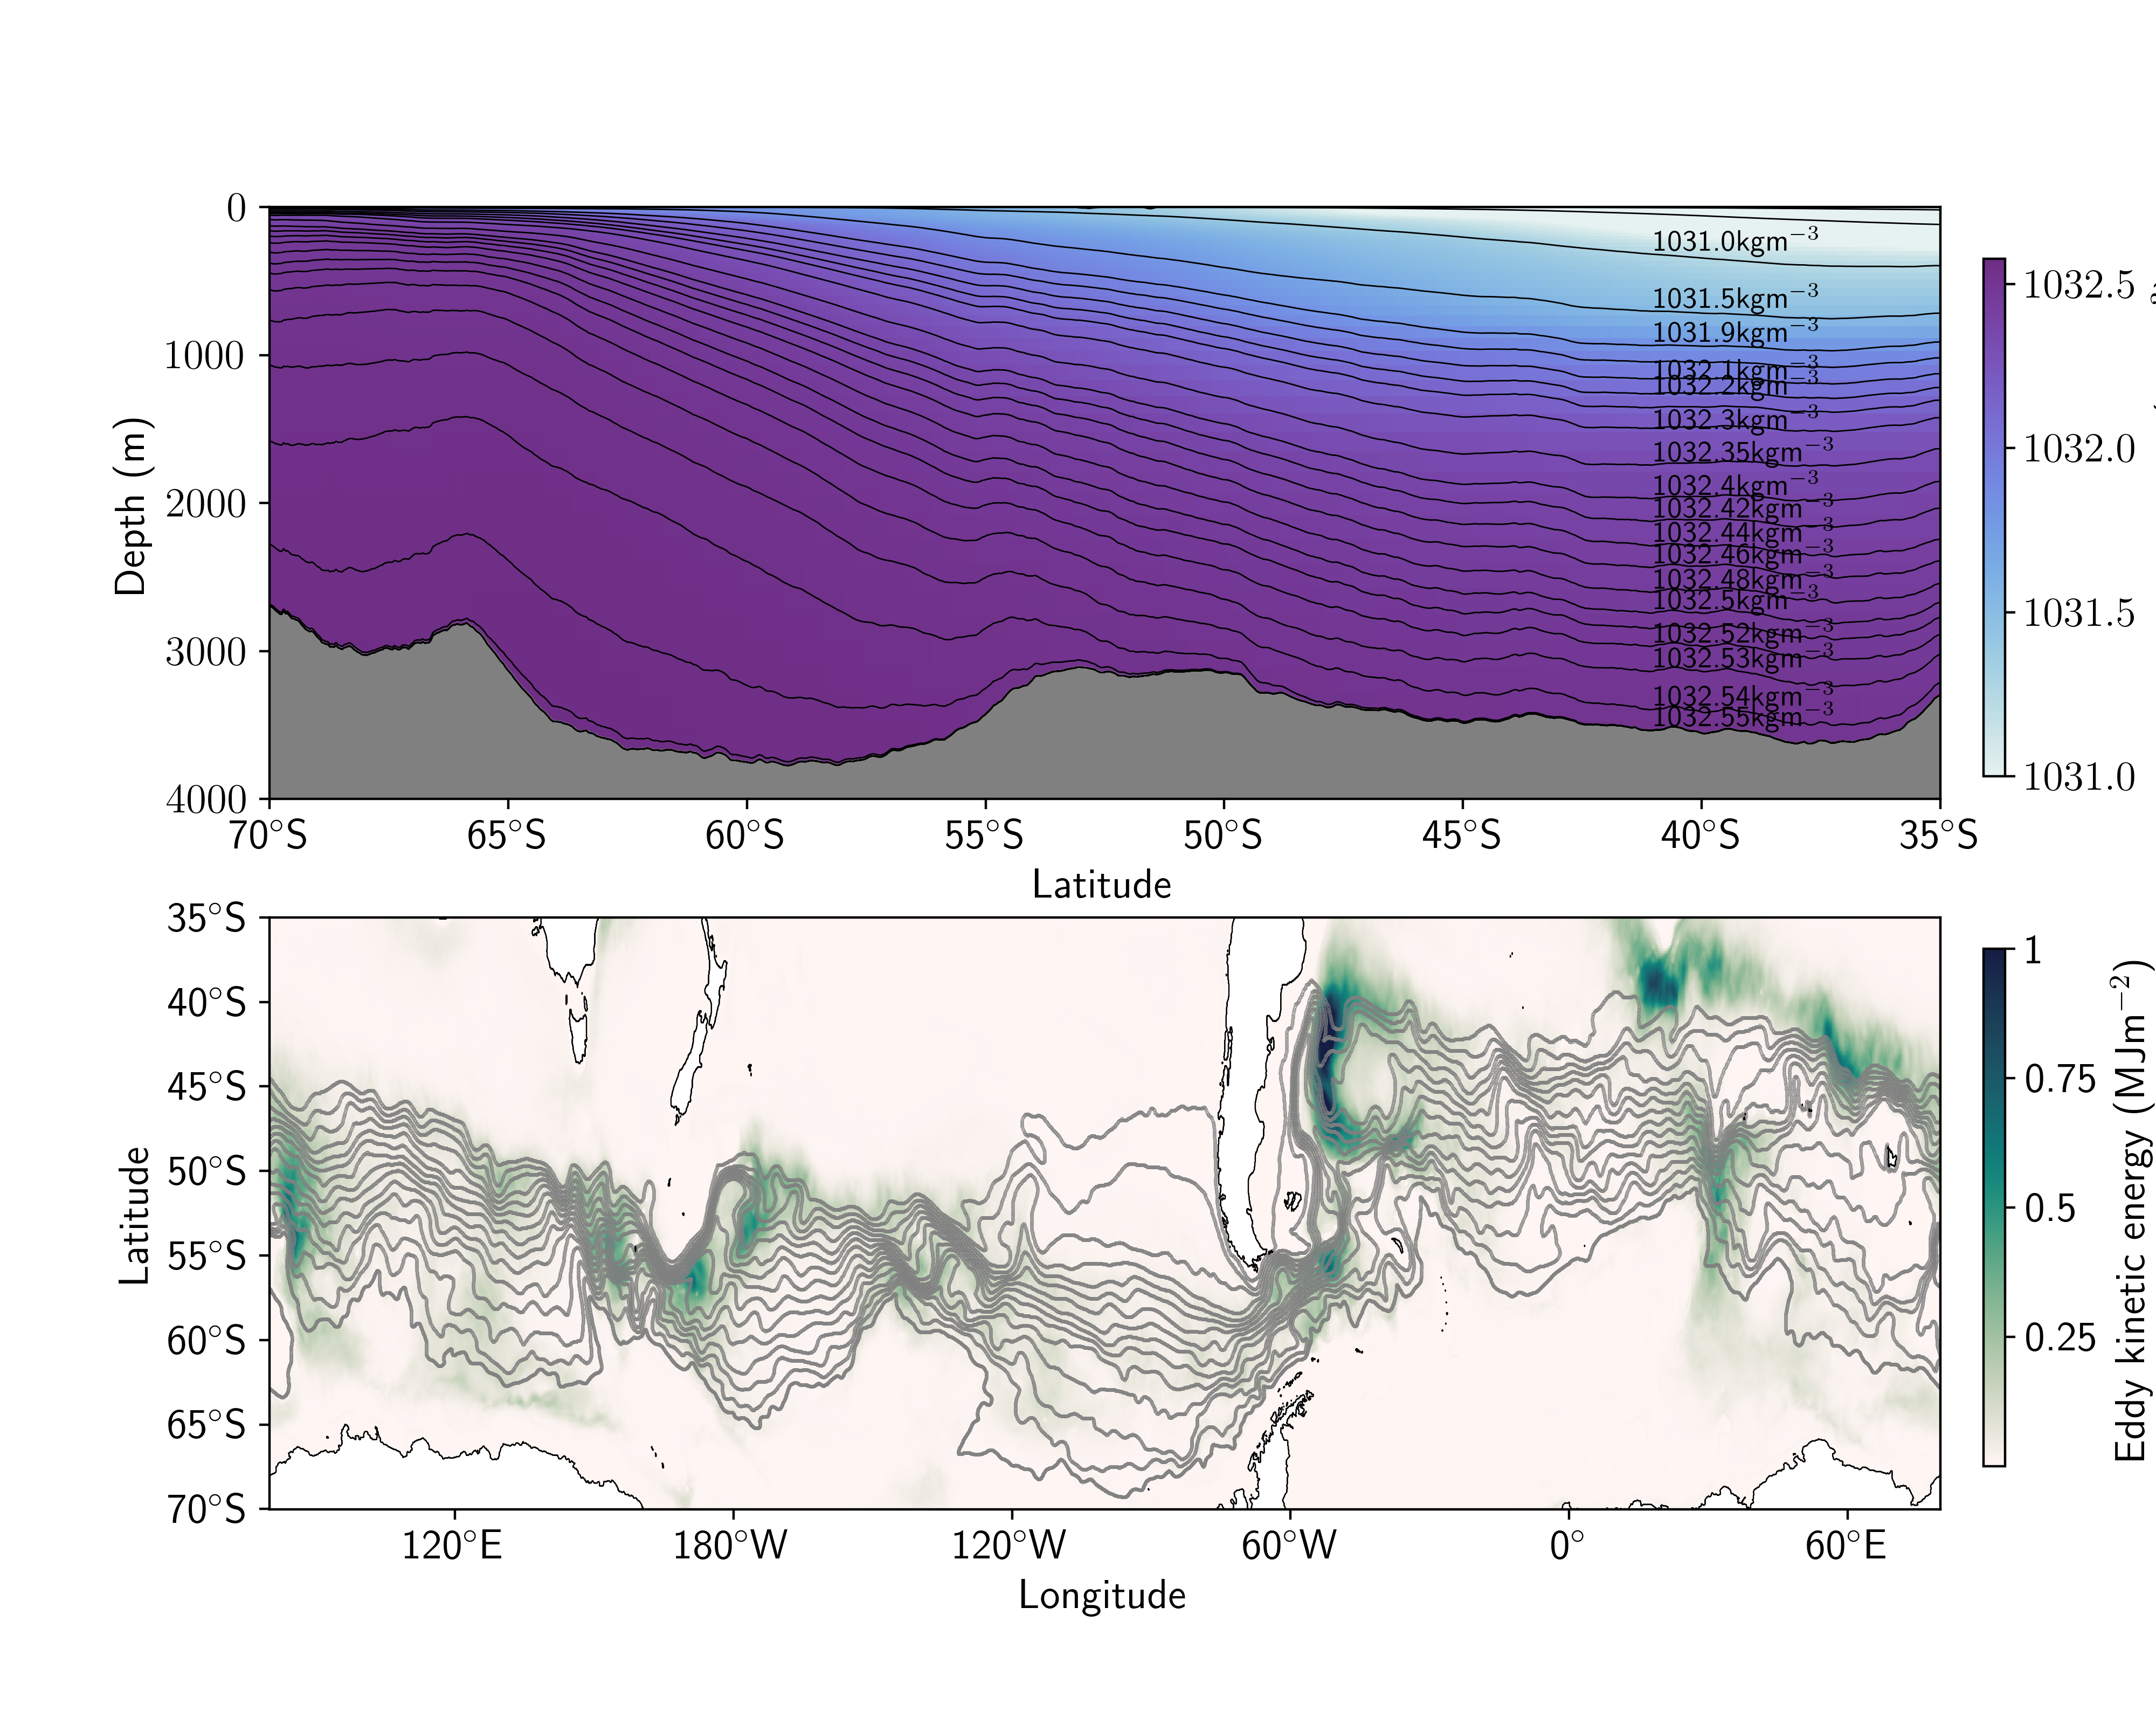 0
1000
2000
3000
4000
Depth (m)
1031.0kgm⁻³
1031.5kgm⁻³
1031.9kgm⁻³
1032.1kgm⁻³
1032.2kgm⁻³
1032.3kgm⁻³
1032.35kgm⁻³
1032.4kgm⁻³
1032.42kgm⁻³
1032.44kgm⁻³
1032.46kgm⁻³
1032.48kgm⁻³
1032.5kgm⁻³
1032.52kgm⁻³
1032.53kgm⁻³
1032.54kgm⁻³
1032.55kgm⁻³
70°S 65°S 60°S 55°S 50°S 45°S 40°S 35°S
Latitude
1032.5
1032.0
1031.5
1031.0
35°S
40°S
45°S
50°S
55°S
60°S
65°S
70°S
Latitude
120°E 180°W 120°W 60°W 0° 60°E
Longitude
1
0.75
0.5
0.25
Eddy kinetic energy (MJm⁻²)